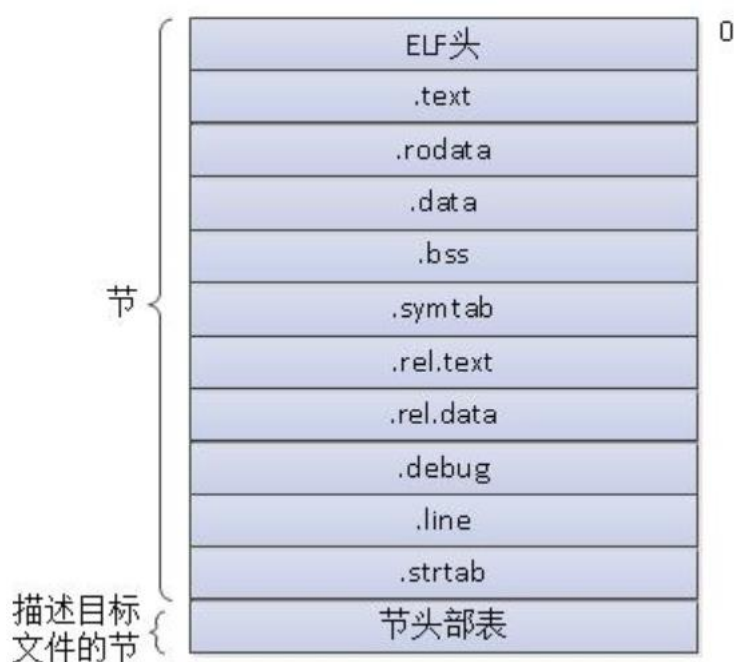 ELF头
0
.text
.rodata
.data
.bss
节
.symtab
.rel.text
.rel.data
.debug
.line
.strtab
描述目标
文件的节
节头部表